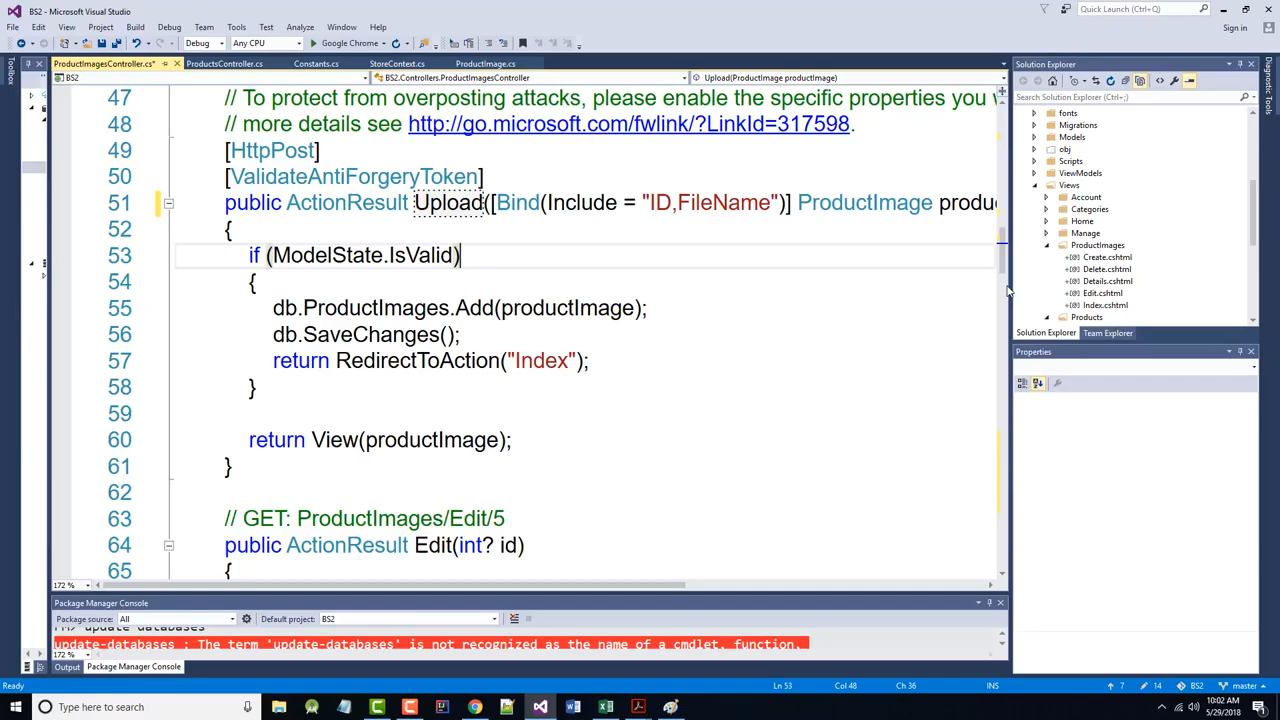 BS2 - Microsoft Visual Studio
Quick Launch (Ctrl+Q)
File Edit View Project Build Debug Team Tools Test Analyze Window Help
Sign in
Debug Any CPU Google Chrome
ProductImagesController.cs* ProductsController.cs Constants.cs StoreContext.cs ProductImage.cs
BS2 BS2.Controllers.ProductImagesController Upload(ProductImage productImage)
Toolbox
47 // To protect from overposting attacks, please enable the specific properties you
48 // more details see http://go.microsoft.com/fwlink/?LinkId=317598.
49 [HttpPost]
50 [ValidateAntiForgeryToken]
51 public ActionResult Upload([Bind(Include = "ID,FileName")] ProductImage produ
52 {
53 if (ModelState.IsValid)
54 {
55 db.ProductImages.Add(productImage);
56 db.SaveChanges();
57 return RedirectToAction("Index");
58 }
59
60 return View(productImage);
61 }
62
63 // GET: ProductImages/Edit/5
64 public ActionResult Edit(int? id)
65 {
172 %
Solution Explorer
Search Solution Explorer (Ctrl+;)
fonts
Migrations
Models
obj
Scripts
ViewModels
Views
Account
Categories
Home
Manage
ProductImages
Create.cshtml
Delete.cshtml
Details.cshtml
Edit.cshtml
Index.cshtml
Products
Solution Explorer Team Explorer
Properties
Diagnostic Tools
Package Manager Console
Package source: All Default project: BS2
PM> update-databases
update-databases : The term 'update-databases' is not recognized as the name of a cmdlet, function,
172 %
Output Package Manager Console
Ready Ln 53 Col 48 Ch 36 INS 7 14 BS2 master
Type here to search
10:02 AM
5/29/2018